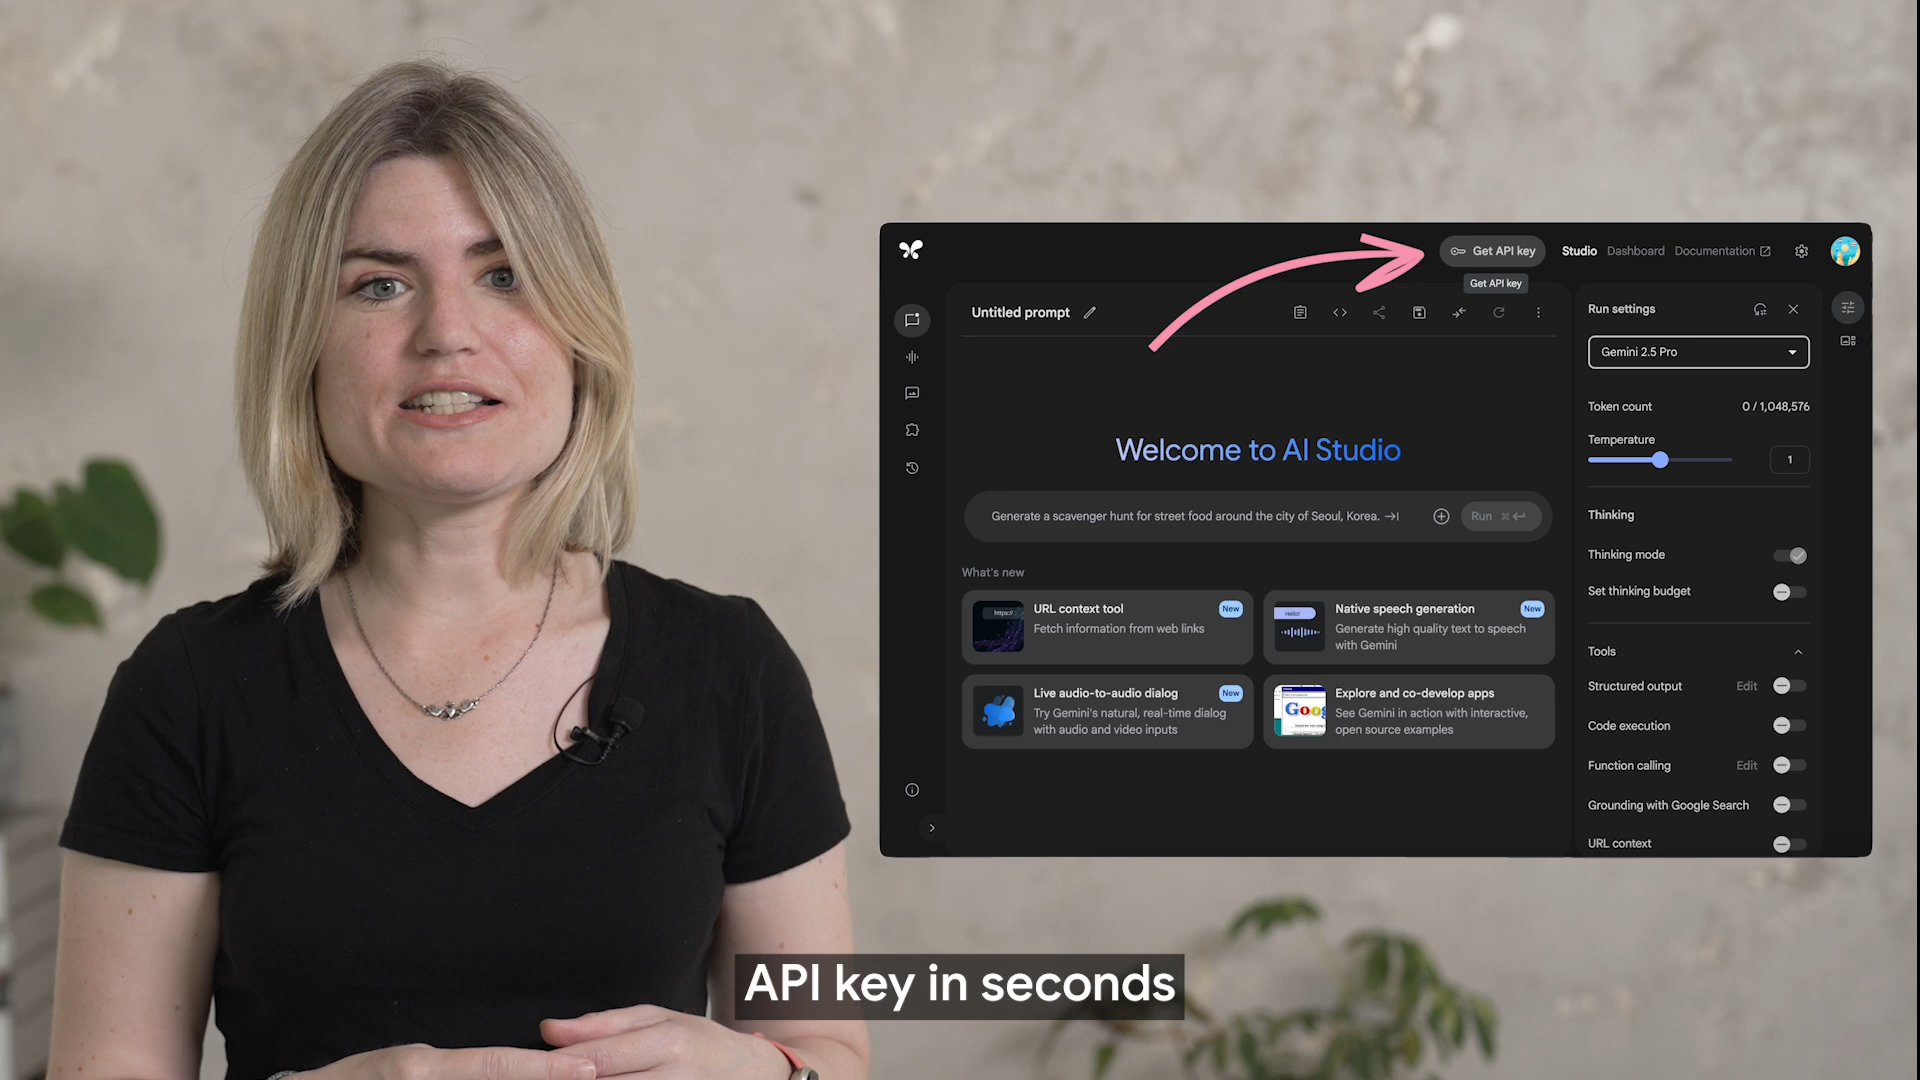 Get API key
Studio
Dashboard
Documentation
Get API key
Untitled prompt
Run settings
Gemini 2.5 Pro
Token count
0 / 1,048,576
Temperature
1
Welcome to AI Studio
Generate a scavenger hunt for street food around the city of Seoul, Korea.
Run ⌘
Thinking
Thinking mode
Set thinking budget
What's new
https://
URL context tool
New
Fetch information from web links
Hello!
Native speech generation
New
Generate high quality text to speech
with Gemini
Live audio-to-audio dialog
New
Try Gemini's natural, real-time dialog
with audio and video inputs
Goog
Explore and co-develop apps
See Gemini in action with interactive,
open source examples
Tools
Structured output
Edit
Code execution
Function calling
Edit
Grounding with Google Search
URL context
API key in seconds